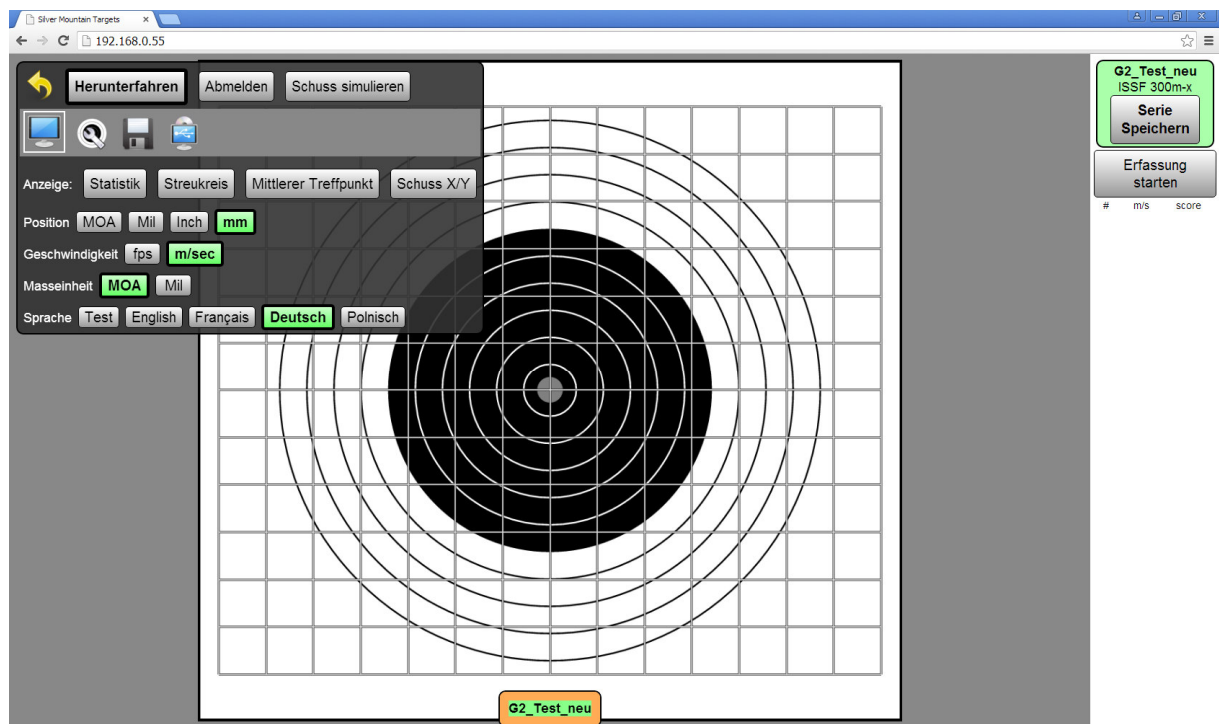 Silver Mountain Targets
192.168.0.55
Herunterfahren Abmelden Schuss simulieren
Anzeige: Statistik Streukreis Mittlerer Treffpunkt Schuss X/Y
Position MOA Mil Inch mm
Geschwindigkeit fps m/sec
Masseinheit MOA Mil
Sprache Test English Français Deutsch Polnisch
G2_Test_neu
ISSF 300m-x
Serie
Speichern
Erfassung
starten
# m/s score
G2_Test_neu